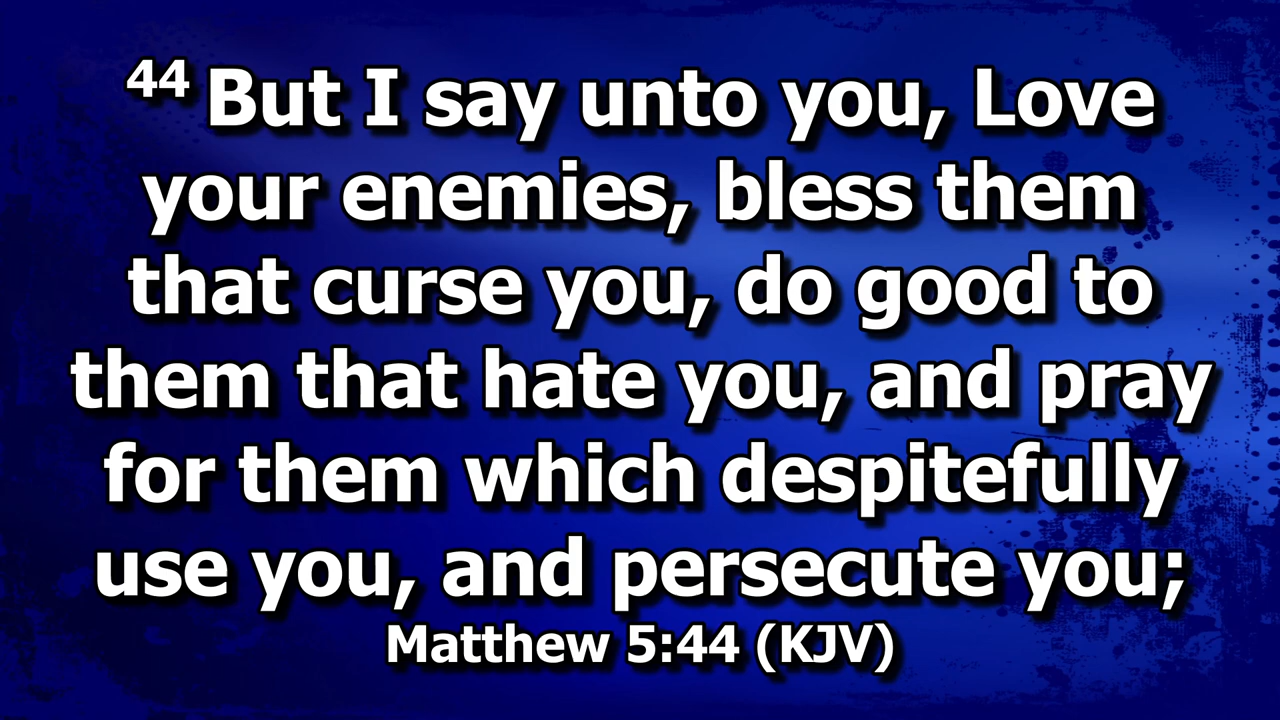 44 But I say unto you, Love
your enemies, bless them
that curse you, do good to
them that hate you, and pray
for them which despitefully
use you, and persecute you;
Matthew 5:44 (KJV)